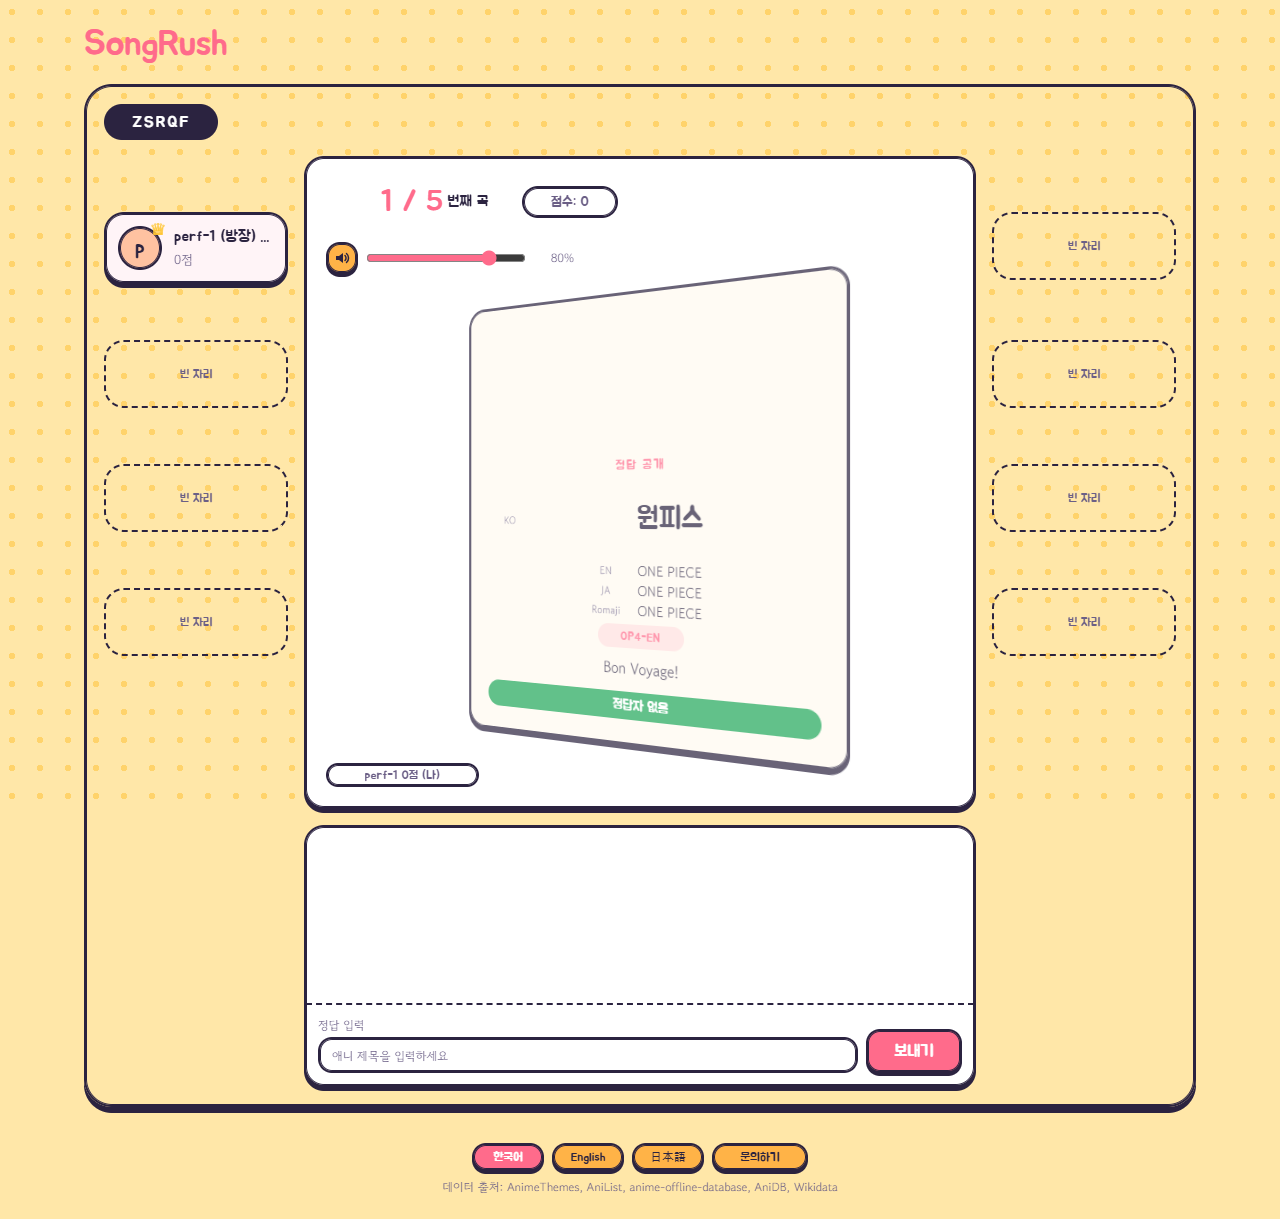 SongRush
ZSRQF
1 / 5 번째 곡
점수: 0
P
perf-1 (방장) ...
0점
빈 자리
80%
빈 자리
빈 자리
빈 자리
정답 공개
KO 원피스
빈 자리
빈 자리
EN ONE PIECE
JA ONE PIECE
Romaji ONE PIECE
OP4-EN
빈 자리
빈 자리
Bon Voyage!
정답자 없음
perf-1 0점 (나)
정답 입력
애니 제목을 입력하세요
보내기
한국어
English
日本語
문의하기
데이터 출처: AnimeThemes, AniList, anime-offline-database, AniDB, Wikidata